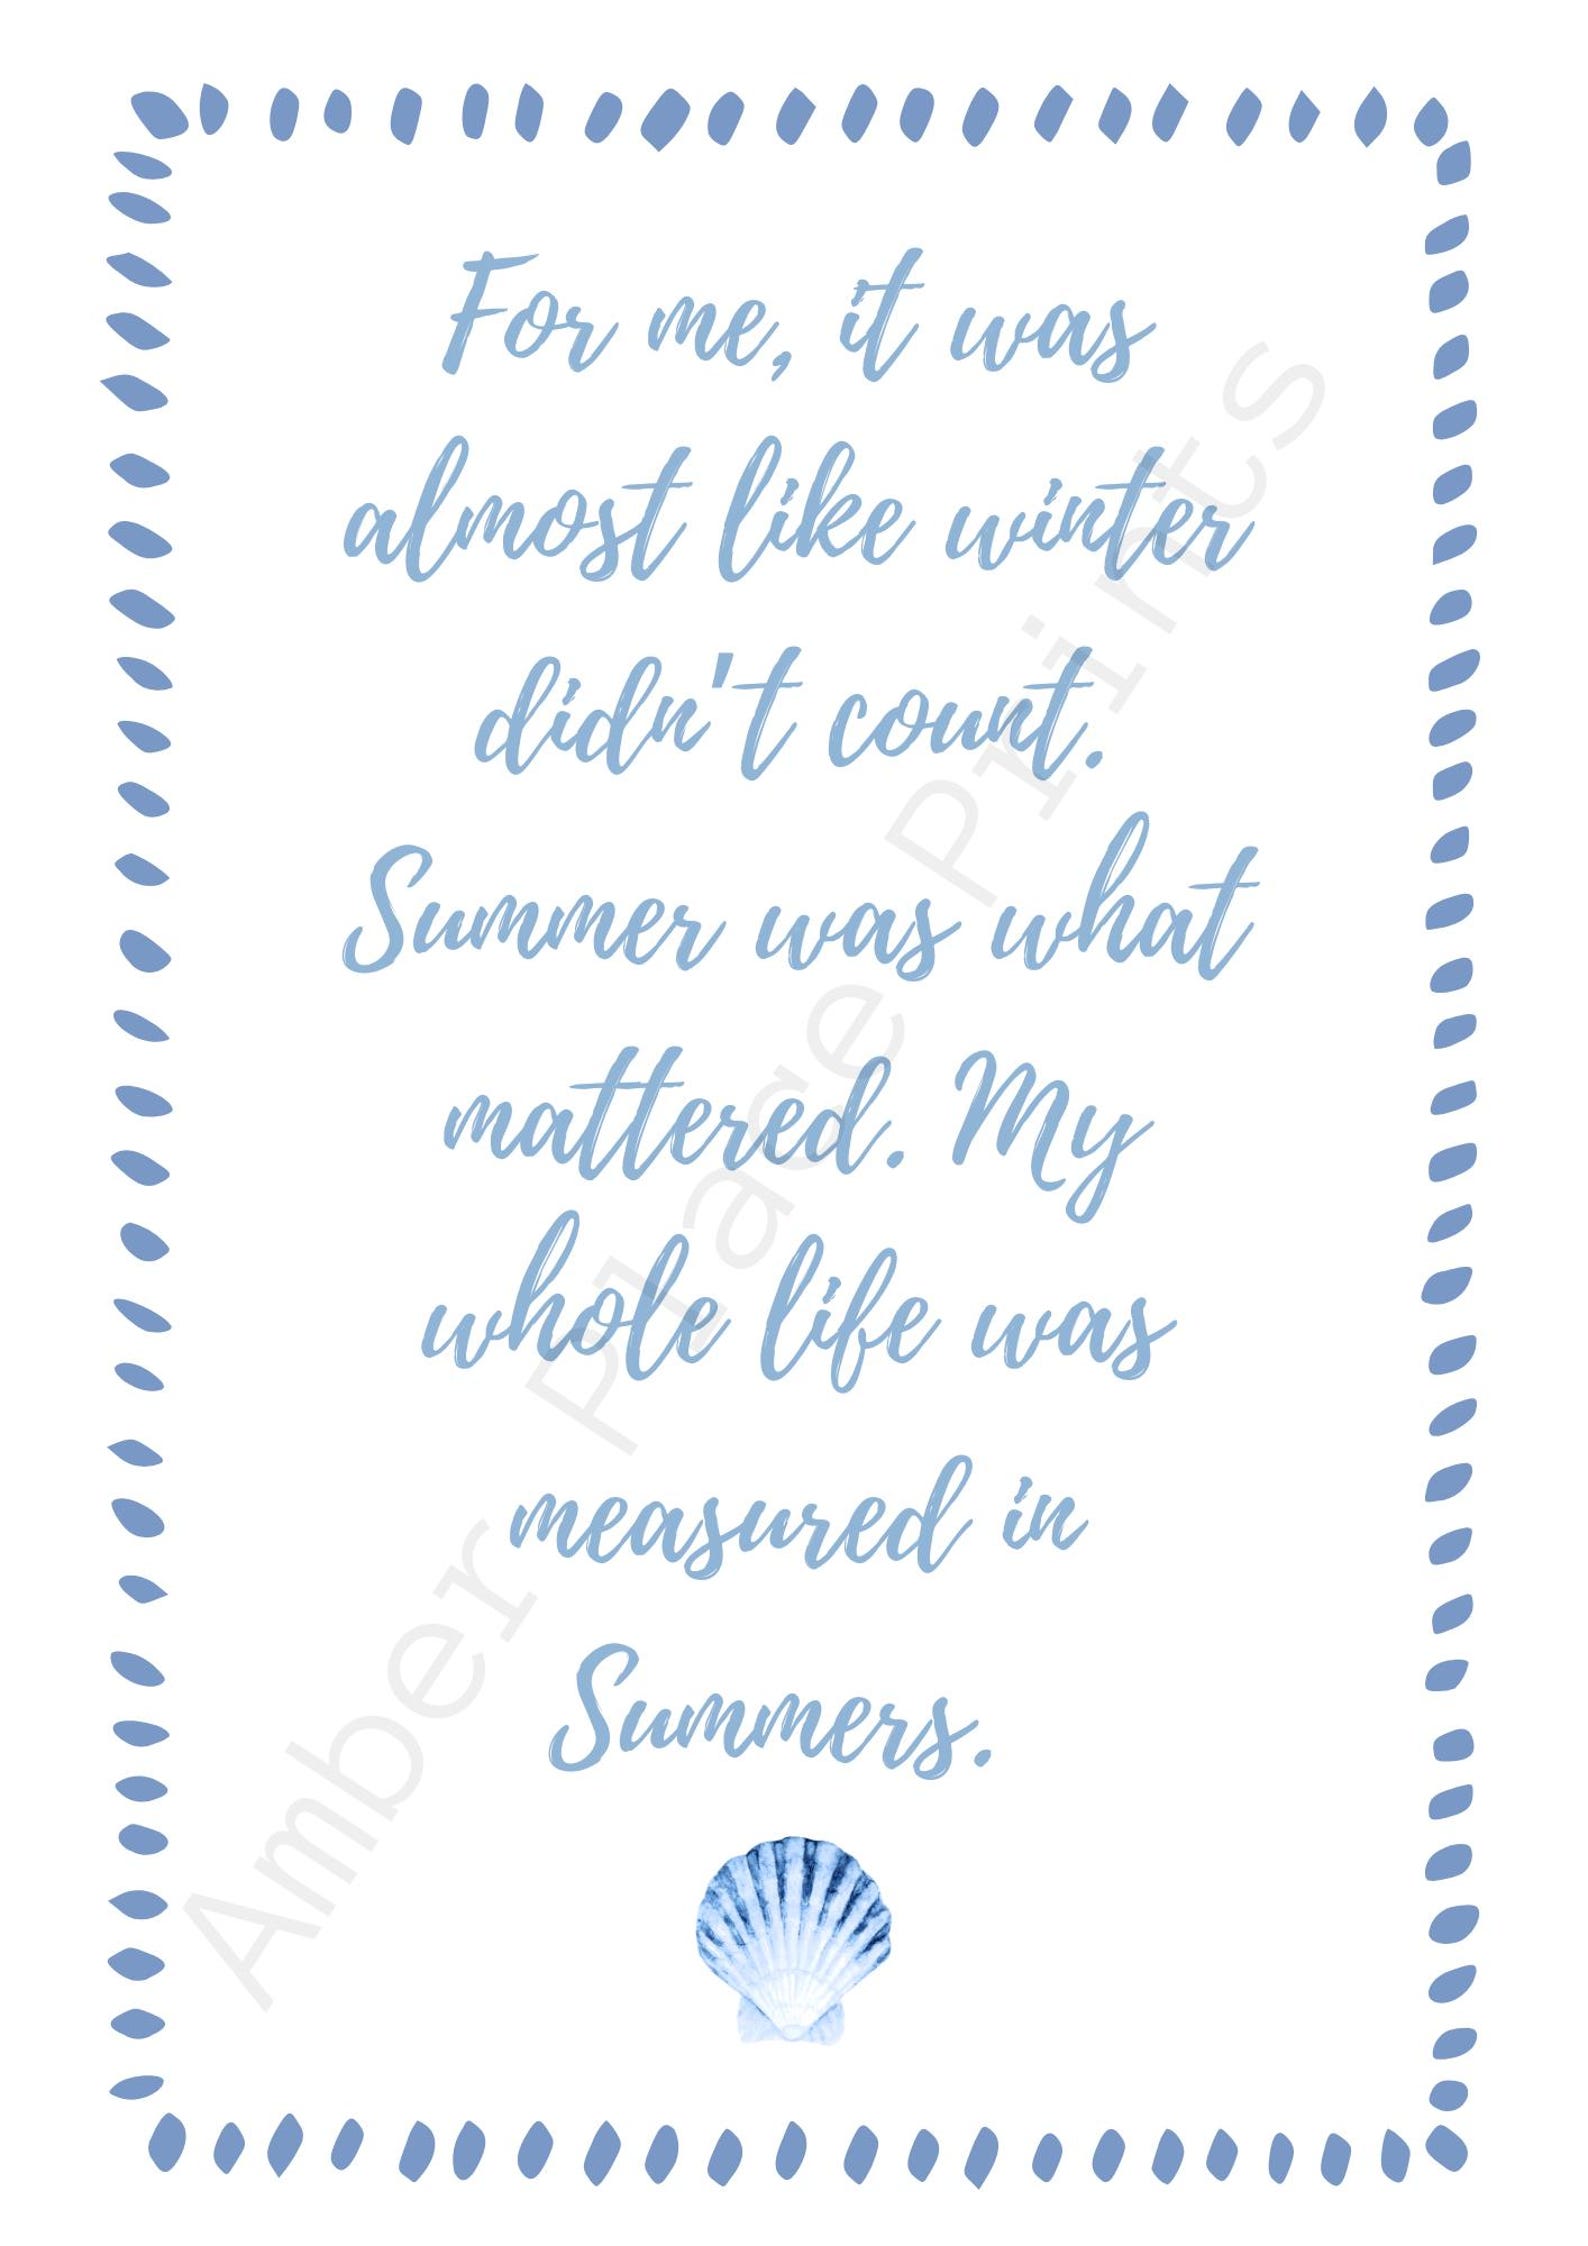 For me, it was
almost like winter
didn't count.
Summer was what
mattered. My
whole life was
measured in
Summers.
Amber Place Prints